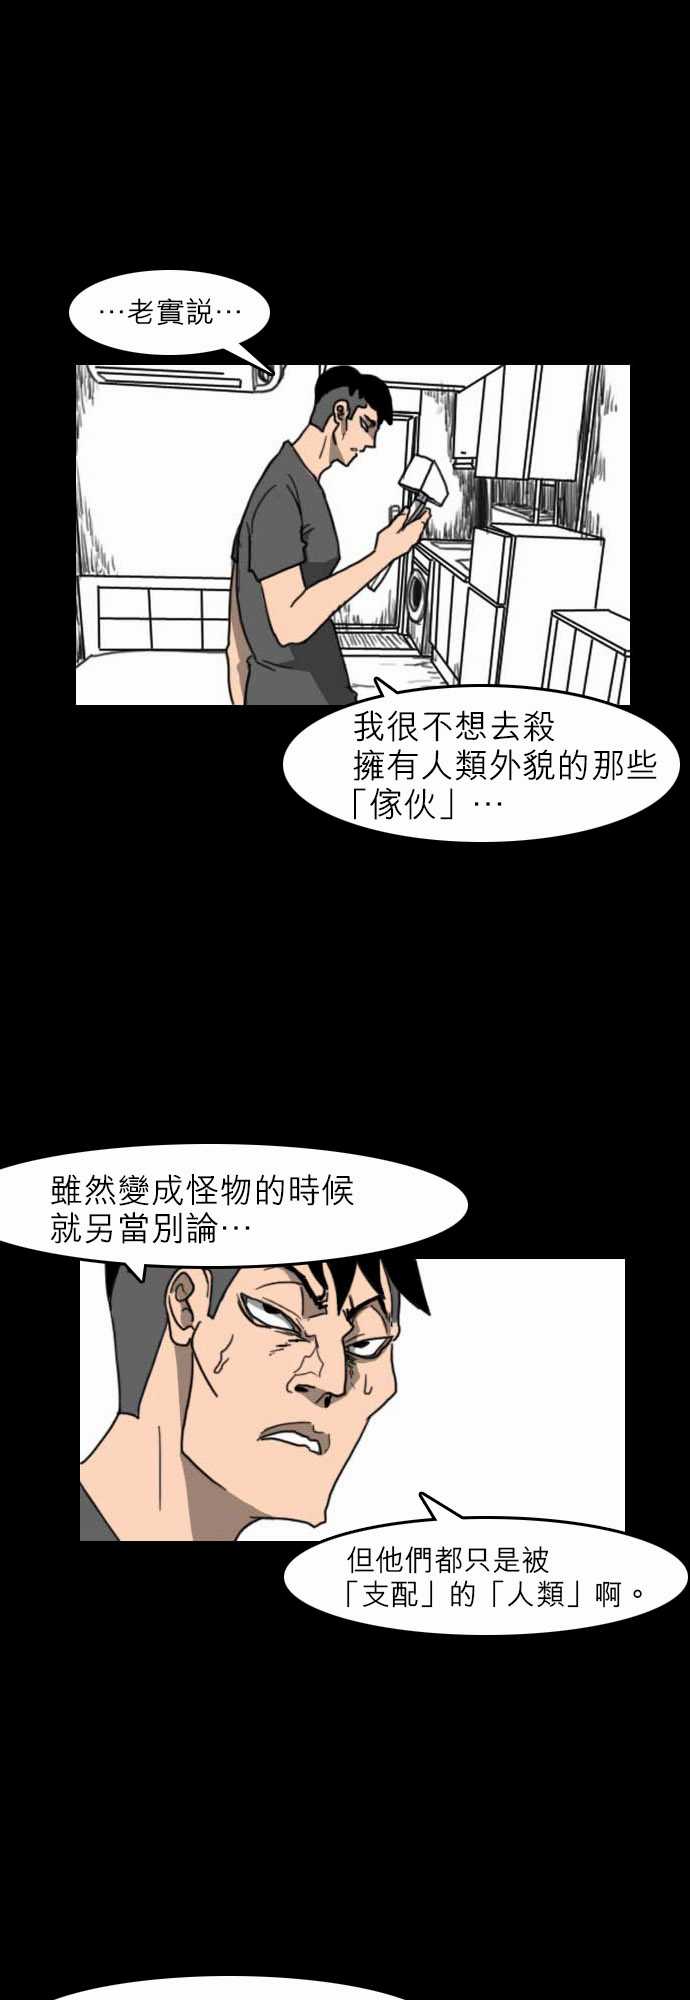 …老實説…
我很不想去殺
擁有人類外貌的那些
「傢伙」…
雖然變成怪物的時候
就另當別論…
但他們都只是被
「支配」的「人類」啊。